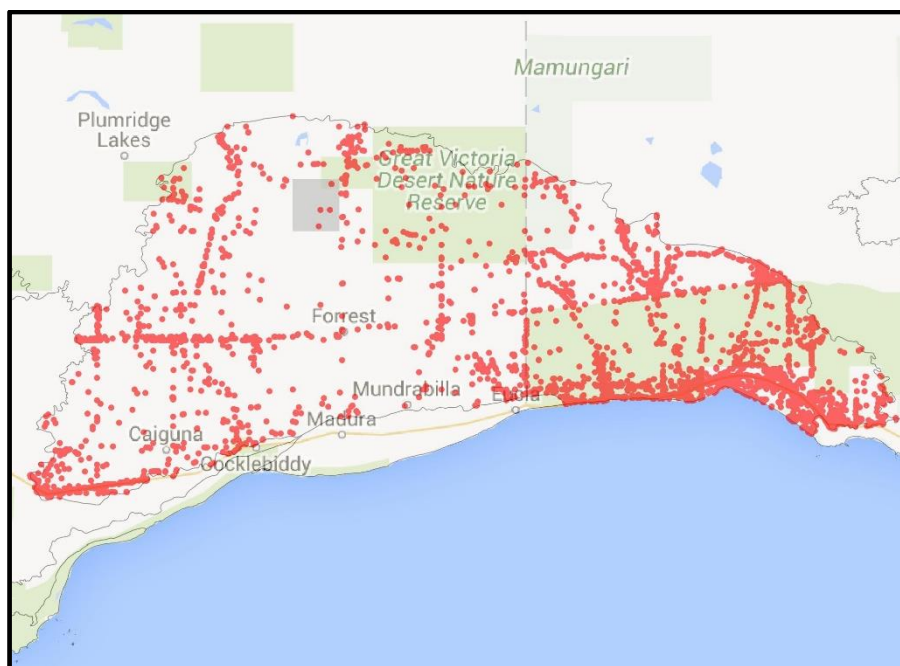 Mamungari
Plumridge
Lakes
Great Victoria
Desert Nature
Reserve
Forrest
Mundrabilla
Eucla
Madura
Caiguna
Cocklebiddy